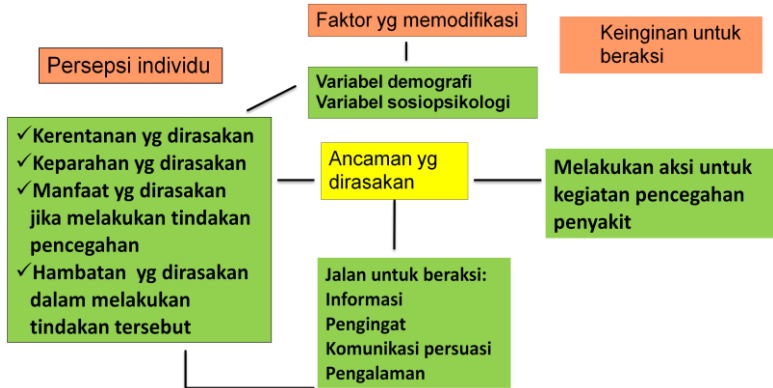 Faktor yg memodifikasi
Keinginan untuk
beraksi
Persepsi individu
Variabel demografi
Variabel sosiopsikologi
✓Kerentanan yg dirasakan
✓Keparahan yg dirasakan
✓Manfaat yg dirasakan
jika melakukan tindakan
pencegahan
✓Hambatan yg dirasakan
dalam melakukan
tindakan tersebut
Ancaman yg
dirasakan
Melakukan aksi untuk
kegiatan pencegahan
penyakit
Jalan untuk beraksi:
Informasi
Pengingat
Komunikasi persuasi
Pengalaman